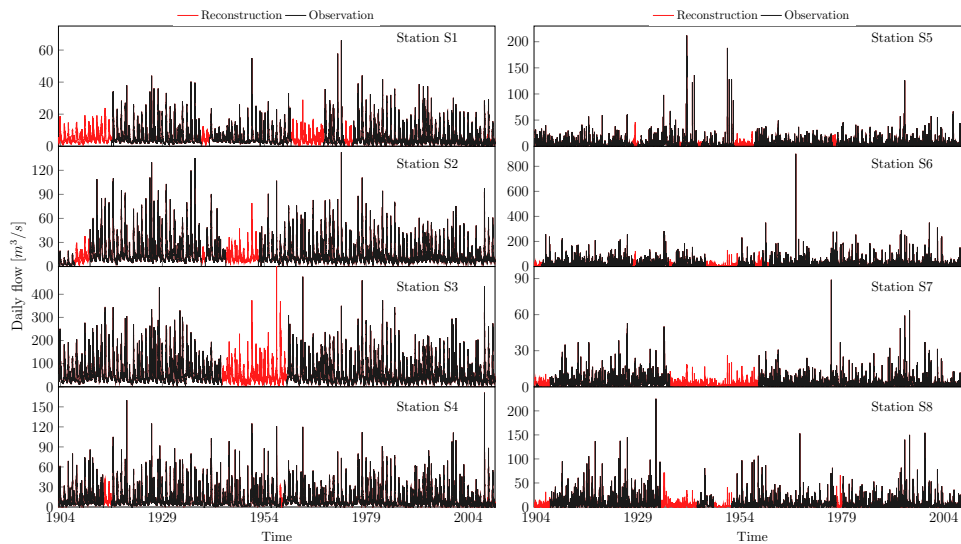 Reconstruction Observation
Reconstruction Observation
Daily flow [m³/s]
Station S1
60
40
20
0
Station S2
120
90
60
30
0
Station S3
400
300
200
100
0
Station S4
150
120
90
60
30
0
1904 1929 1954 1979 2004
Time
Station S5
200
150
100
50
0
Station S6
800
600
400
200
0
Station S7
90
60
30
0
Station S8
200
150
100
50
0
1904 1929 1954 1979 2004
Time